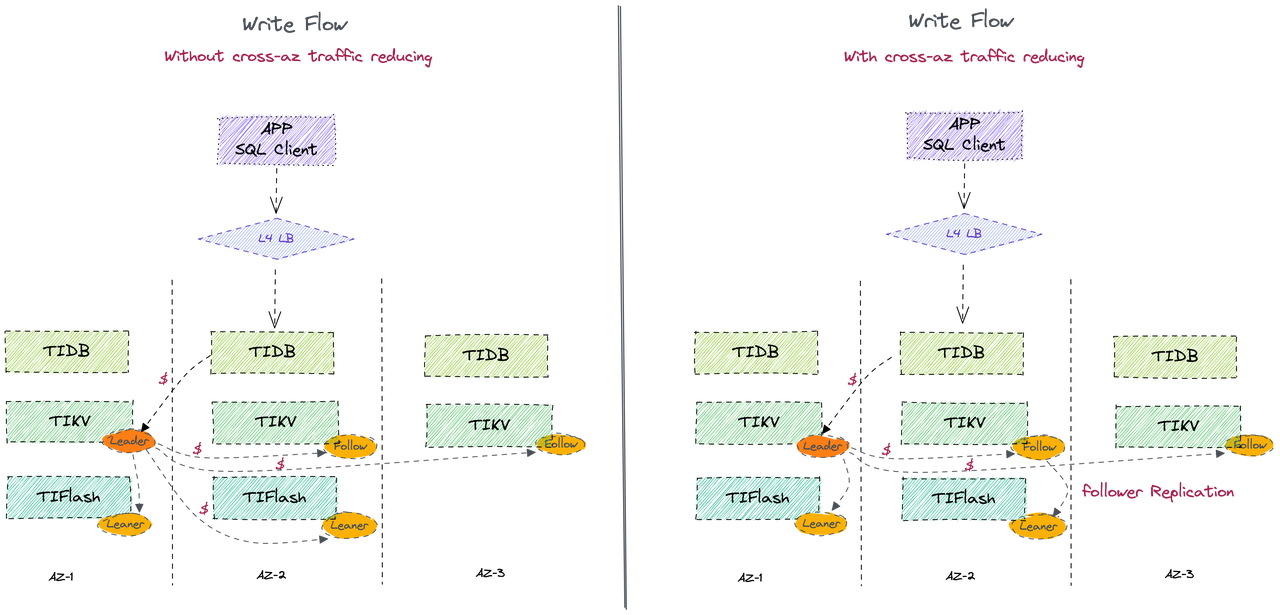 Write Flow
Without cross-az traffic reducing
APP
SQL Client
L4 LB
TIDB
TIDB
TIDB
$
TIKV
TIKV
TIKV
Leader
Follow
Follow
$
$
TIFlash
TIFlash
$
Leaner
Leaner
AZ-1
AZ-2
AZ-3
Write Flow
With cross-az traffic reducing
APP
SQL Client
L4 LB
TIDB
TIDB
TIDB
$
TIKV
TIKV
TIKV
Leader
Follow
Follow
$
$
TIFlash
TIFlash
follower Replication
Leaner
Leaner
AZ-1
AZ-2
AZ-3